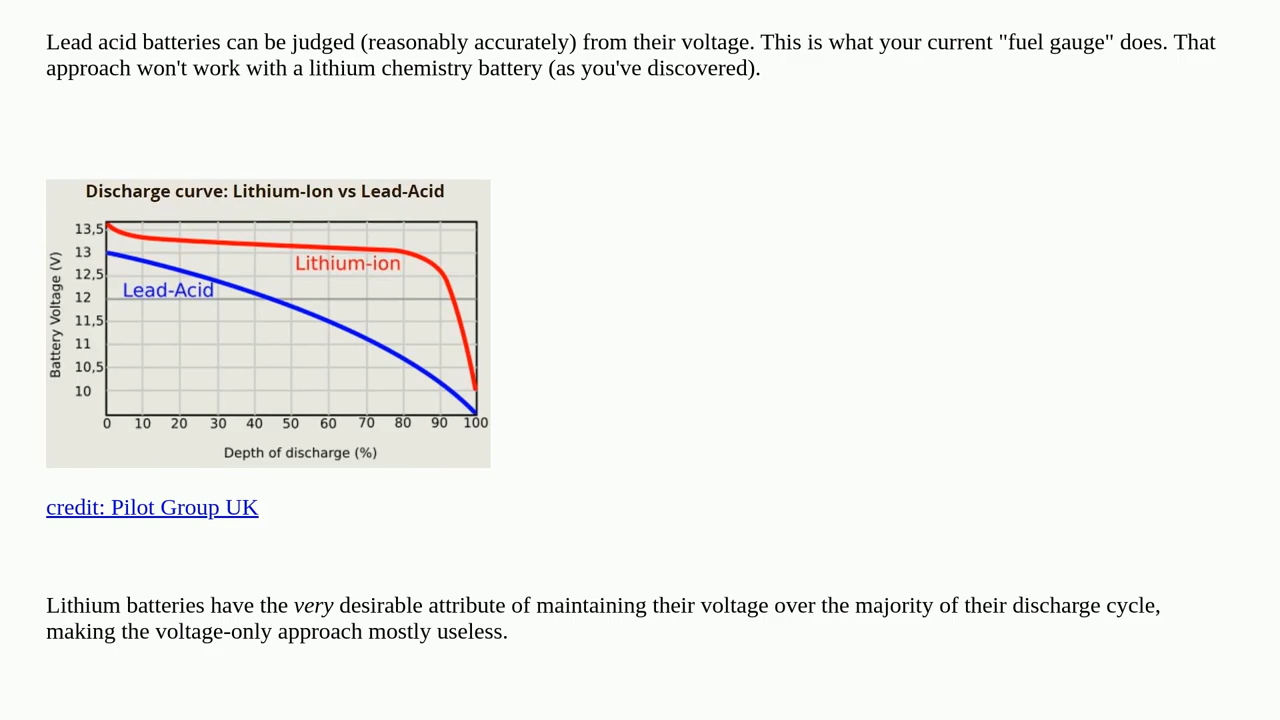 Lead acid batteries can be judged (reasonably accurately) from their voltage. This is what your current "fuel gauge" does. That
approach won't work with a lithium chemistry battery (as you've discovered).
Discharge curve: Lithium-Ion vs Lead-Acid
Battery Voltage (V)
13,5
13
12,5
12
11,5
11
10,5
10
Lithium-ion
Lead-Acid
0 10 20 30 40 50 60 70 80 90 100
Depth of discharge (%)
credit: Pilot Group UK
Lithium batteries have the very desirable attribute of maintaining their voltage over the majority of their discharge cycle,
making the voltage-only approach mostly useless.